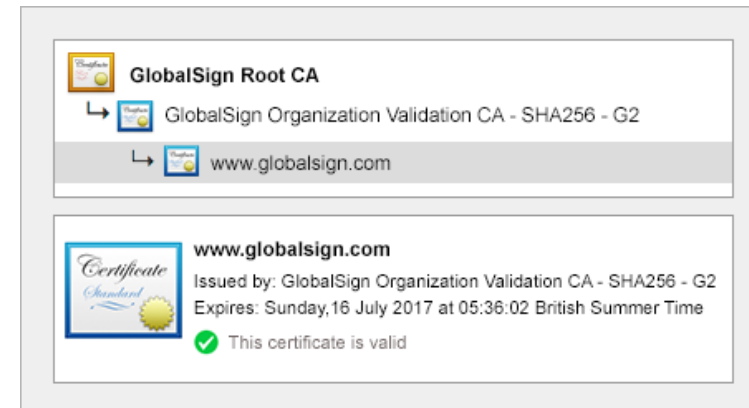 GlobalSign Root CA
GlobalSign Organization Validation CA - SHA256 - G2
www.globalsign.com
Certificate
Standard
www.globalsign.com
Issued by: GlobalSign Organization Validation CA - SHA256 - G2
Expires: Sunday,16 July 2017 at 05:36:02 British Summer Time
This certificate is valid